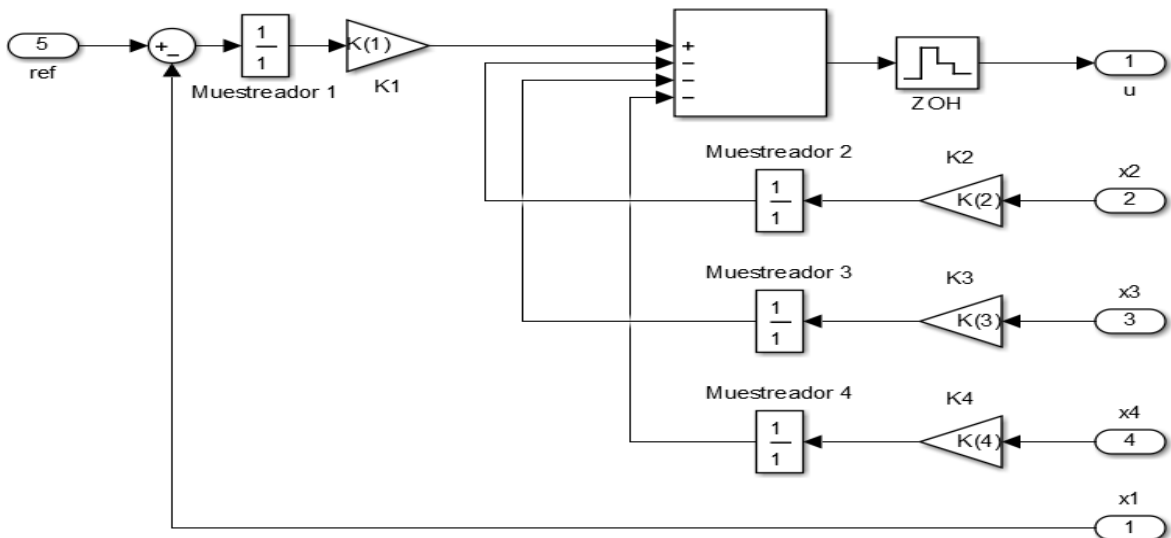 5
ref
+
−
1
1
Muestreador 1
K(1)
K1
+
−
−
−
ZOH
1
u
Muestreador 2
1
1
K2
K(2)
x2
2
Muestreador 3
1
1
K3
K(3)
x3
3
Muestreador 4
1
1
K4
K(4)
x4
4
x1
1